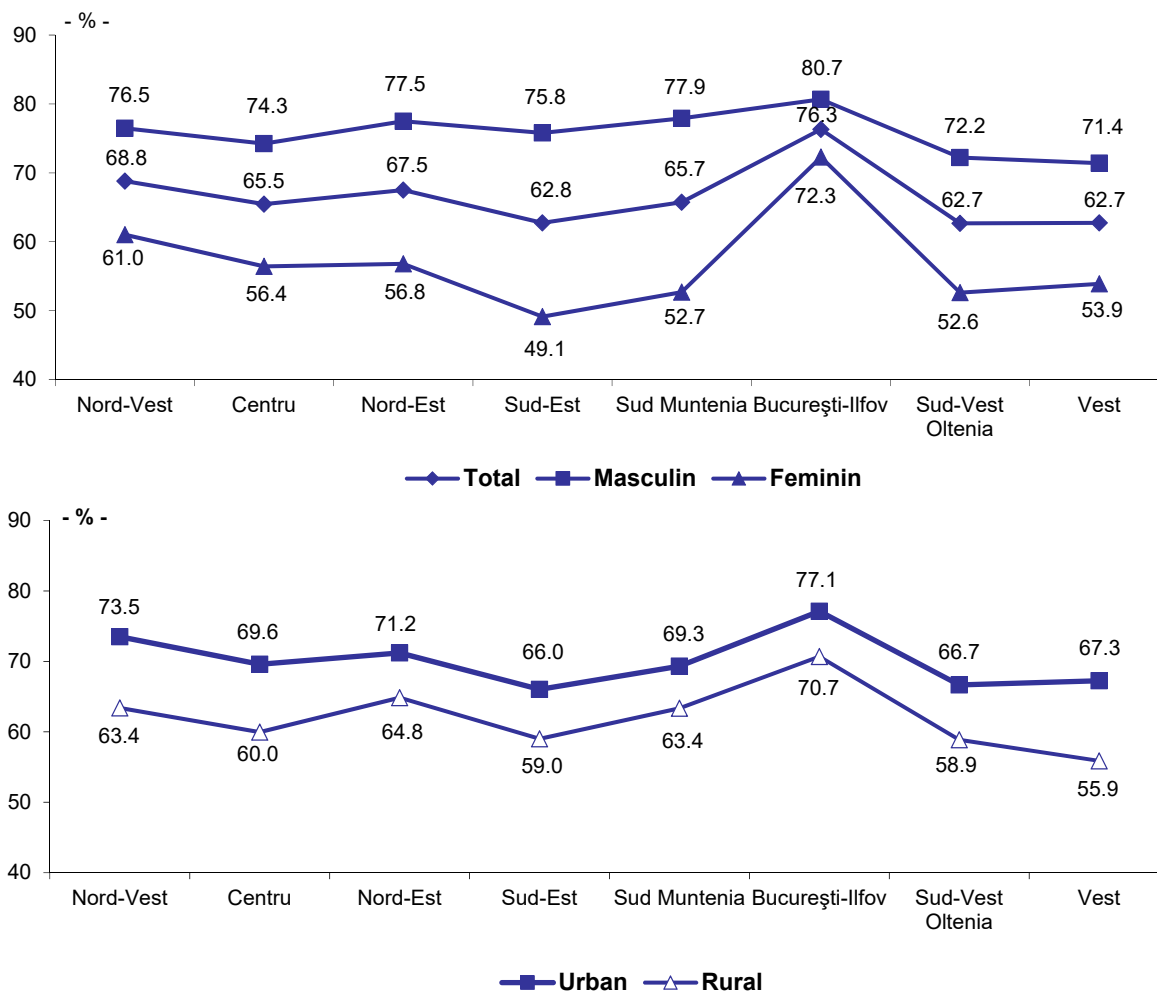 - % -
90
80
70
60
50
40
76.5 74.3 77.5 75.8 77.9 80.7 72.2 71.4
68.8 65.5 67.5 62.8 65.7 76.3 62.7 62.7
61.0 56.4 56.8 49.1 52.7 72.3 52.6 53.9
Nord-Vest Centru Nord-Est Sud-Est Sud Muntenia Bucureşti-Ilfov Sud-Vest Vest
Oltenia
Total Masculin Feminin
- % -
90
80
70
60
50
40
73.5 69.6 71.2 66.0 69.3 77.1 66.7 67.3
63.4 60.0 64.8 59.0 63.4 70.7 58.9 55.9
Nord-Vest Centru Nord-Est Sud-Est Sud Muntenia Bucureşti-Ilfov Sud-Vest Vest
Oltenia
Urban Rural